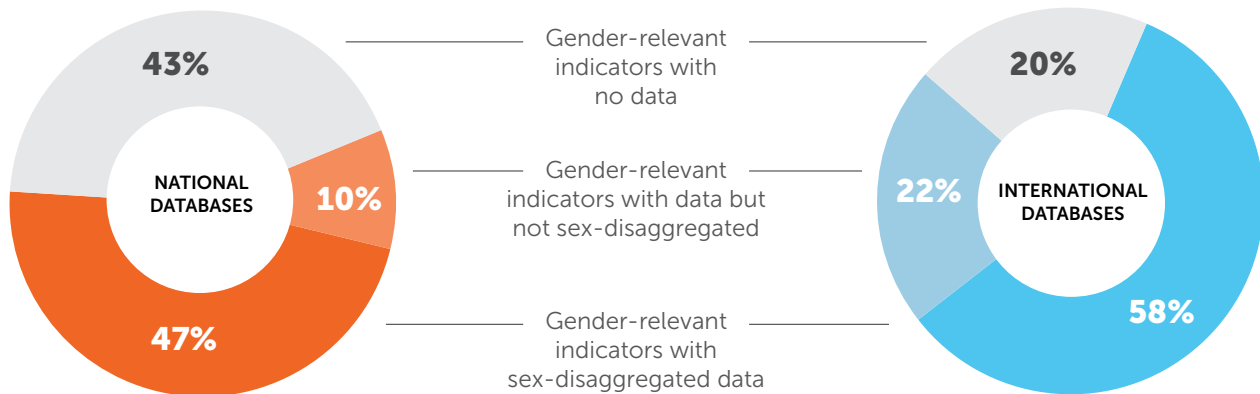 43%
10%
47%
NATIONAL
DATABASES
Gender-relevant
indicators with
no data
Gender-relevant
indicators with data but
not sex-disaggregated
Gender-relevant
indicators with
sex-disaggregated data
20%
22%
58%
INTERNATIONAL
DATABASES